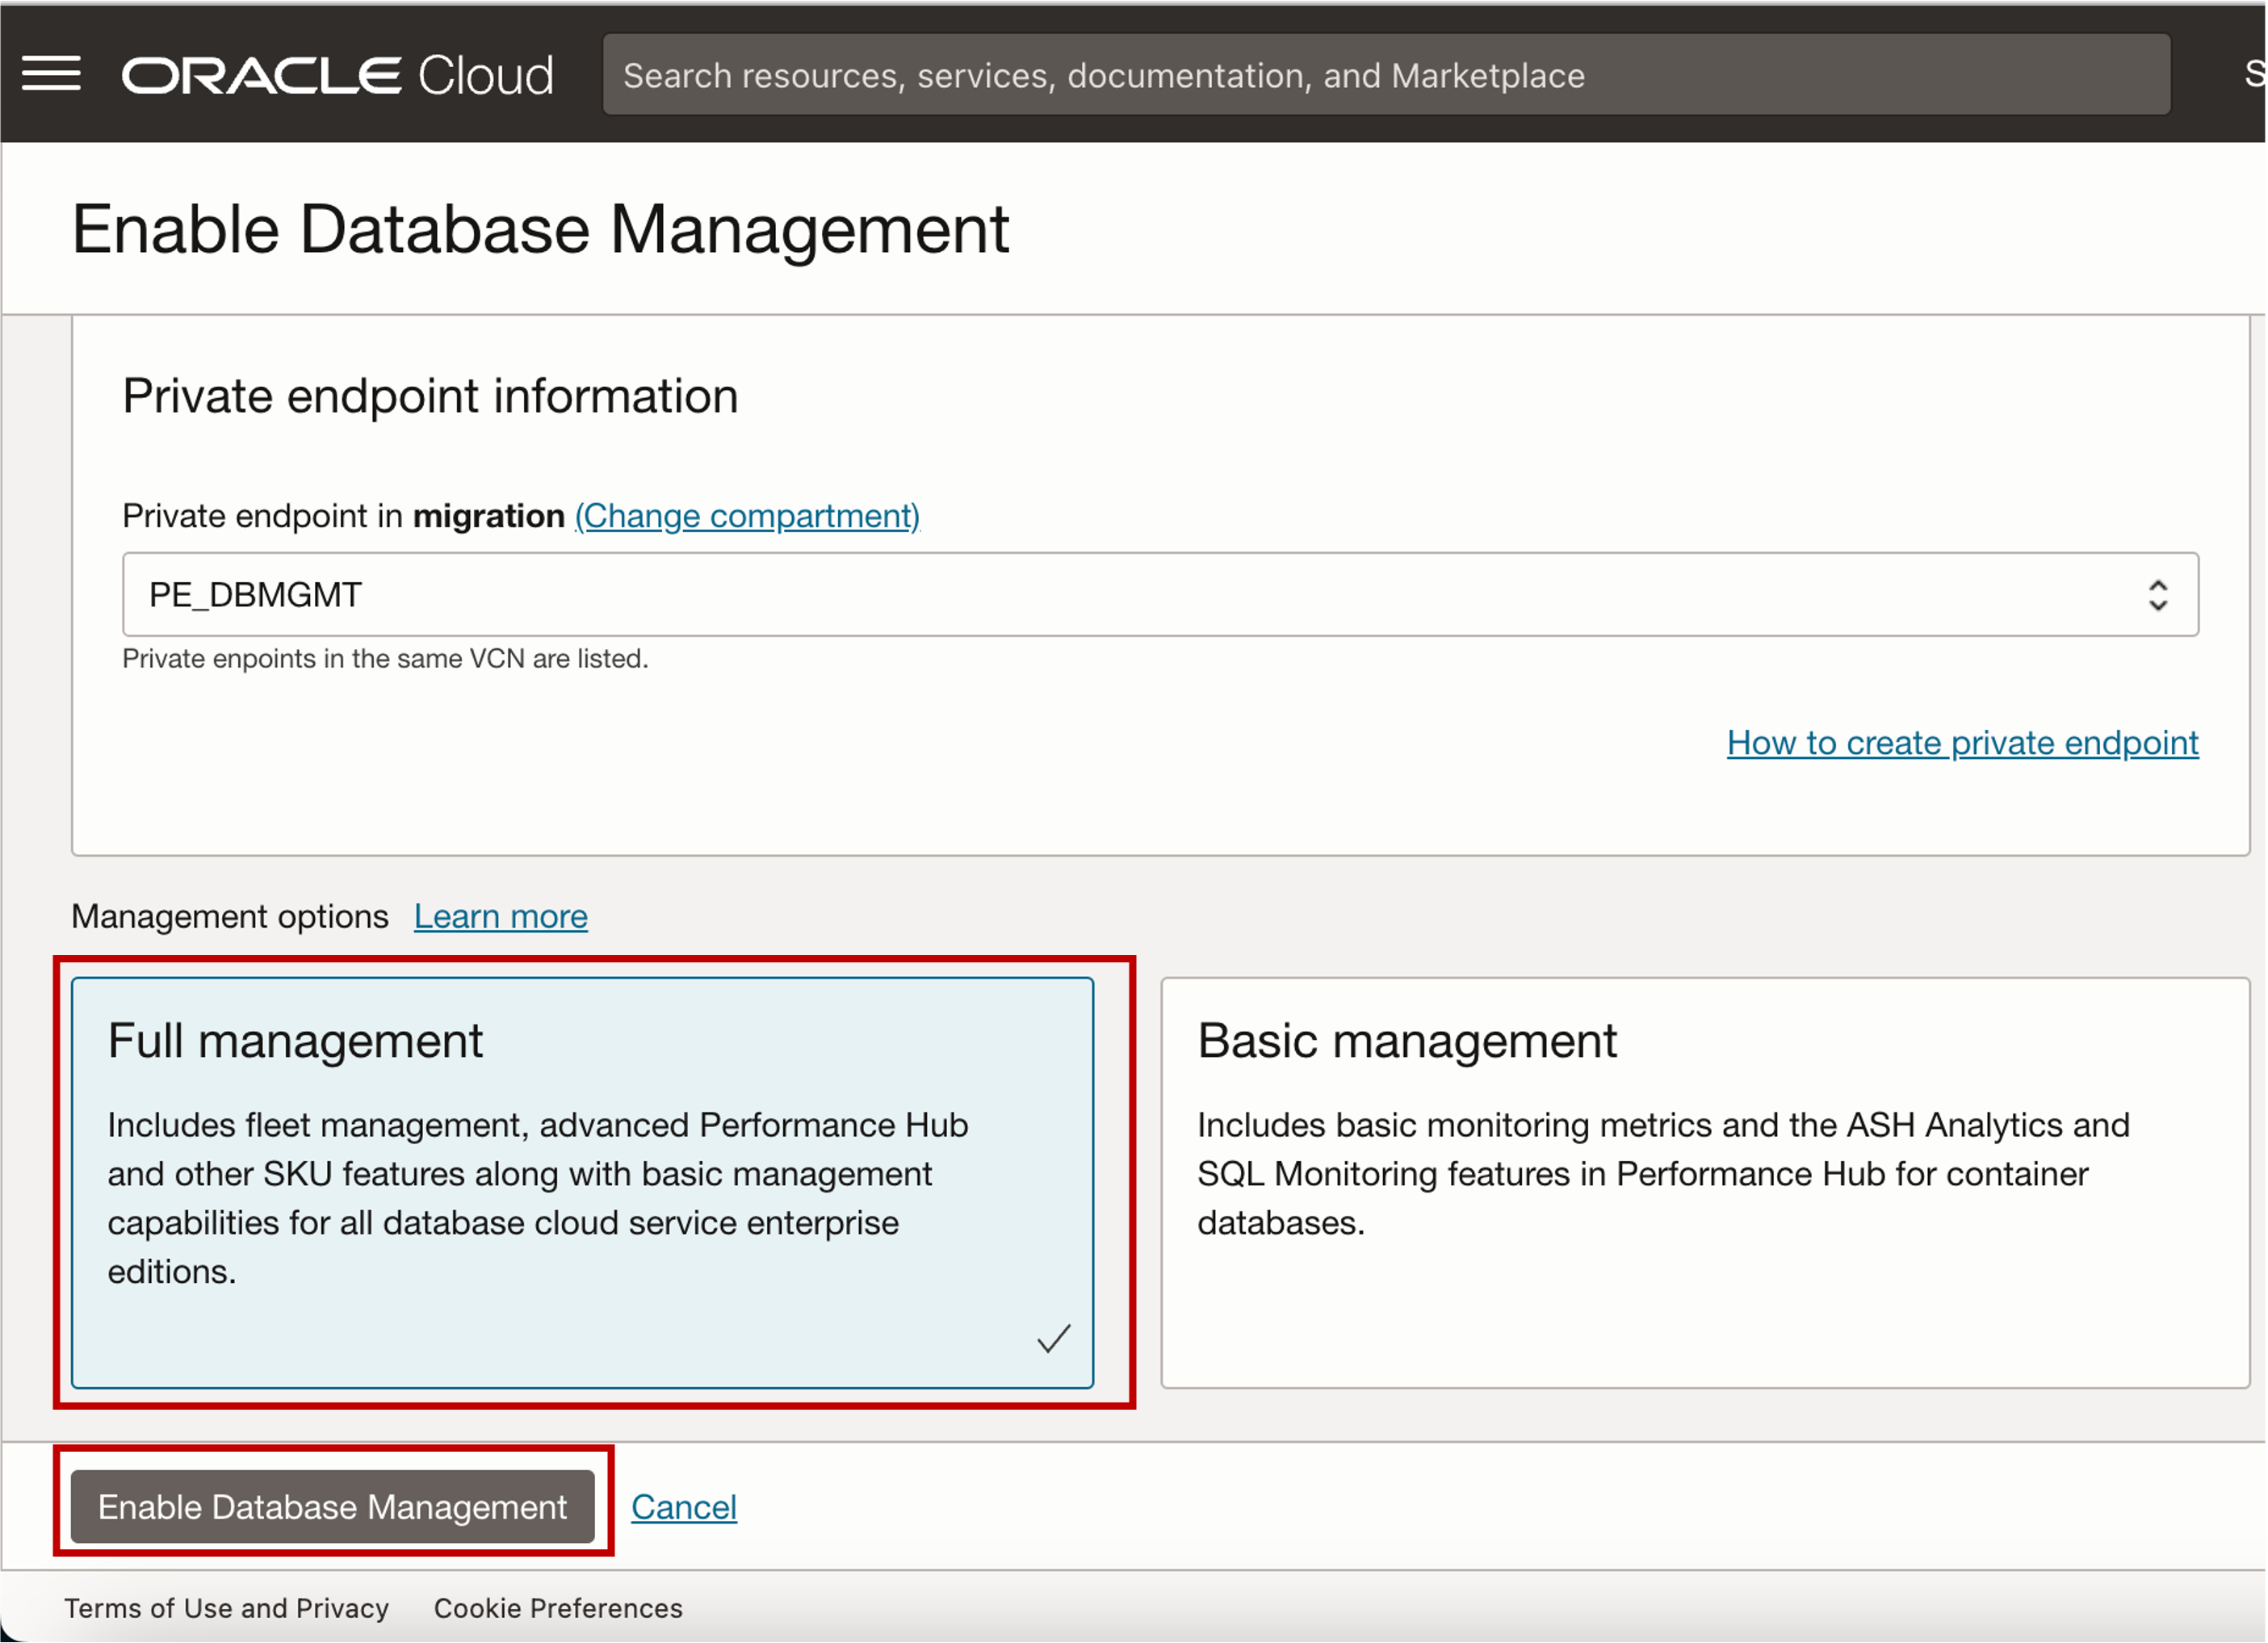 ORACLE Cloud
Search resources, services, documentation, and Marketplace
Enable Database Management
Private endpoint information
Private endpoint in migration (Change compartment)
PE_DBMGMT
Private enpoints in the same VCN are listed.
How to create private endpoint
Management options Learn more
Full management
Includes fleet management, advanced Performance Hub
and other SKU features along with basic management
capabilities for all database cloud service enterprise
editions.
Basic management
Includes basic monitoring metrics and the ASH Analytics and
SQL Monitoring features in Performance Hub for container
databases.
Enable Database Management Cancel
Terms of Use and Privacy Cookie Preferences